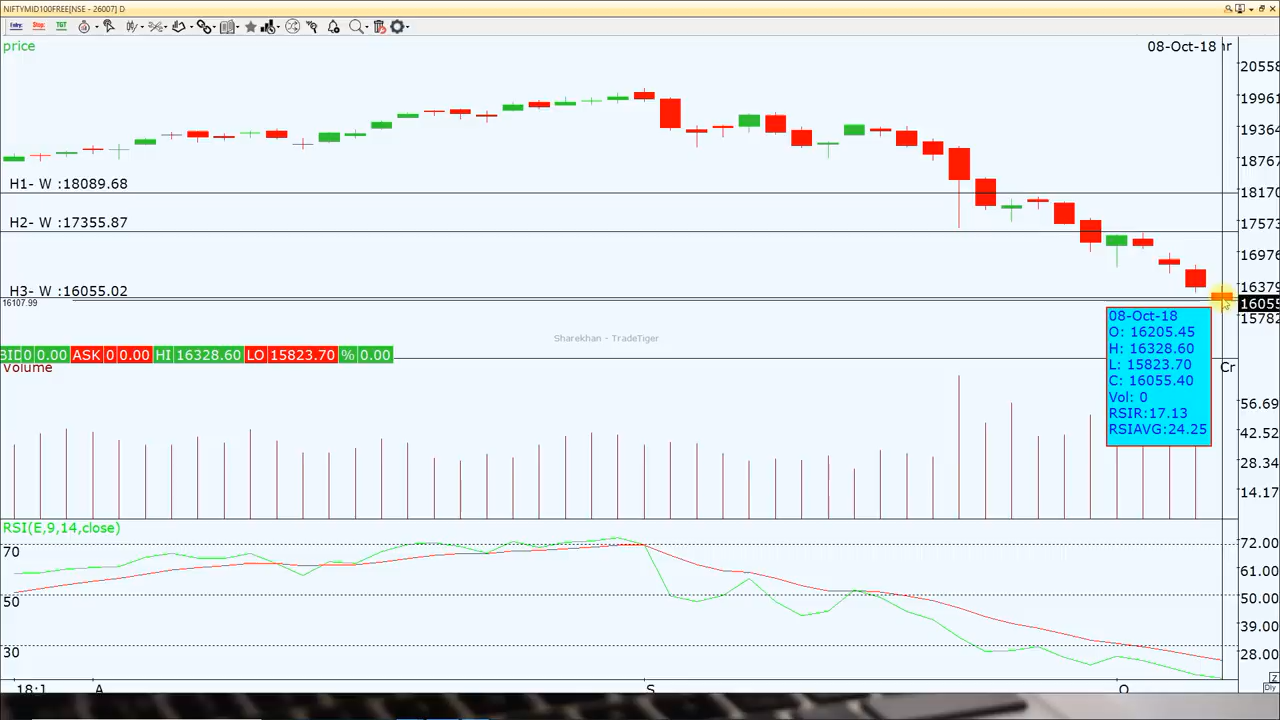 NIFTYMID100FREE[NSE - 26007] D
Entry: Stop: TGT
price
08-Oct-18
20558
19961
19364
18767
H1- W :18089.68
18170
H2- W :17355.87
17573
16976
H3- W :16055.02
16379
16107.99
16055
15782
Sharekhan - TradeTiger
BID 0 0.00 ASK 0 0.00 HI 16328.60 LO 15823.70 % 0.00
08-Oct-18
O: 16205.45
H: 16328.60
L: 15823.70
C: 16055.40
Vol: 0
RSIR:17.13
RSIAVG:24.25
Volume
Cr
56.69
42.52
28.34
14.17
RSI(E,9,14,close)
70
72.00
61.00
50
50.00
39.00
30
28.00
A S O
Z
Dly